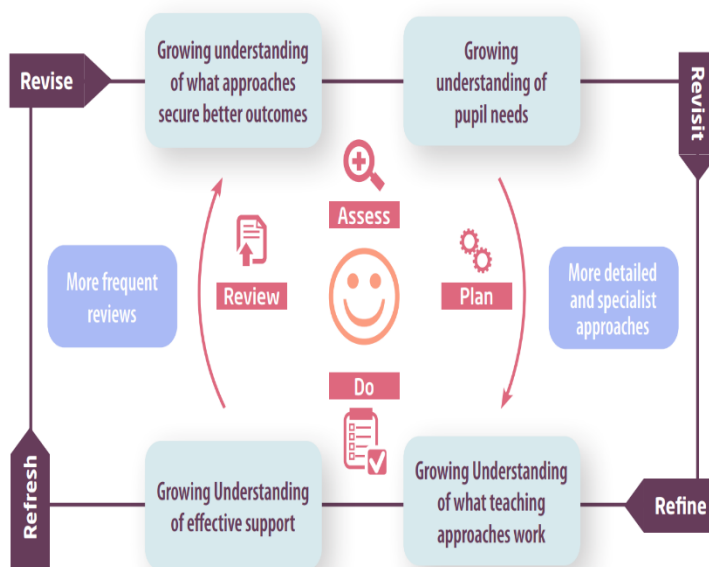 Revise
Growing understanding
of what approaches
secure better outcomes
Growing
understanding of
pupil needs
Revisit
Assess
More frequent
reviews
Review
Plan
More detailed
and specialist
approaches
Do
Refresh
Growing Understanding
of effective support
Growing Understanding
of what teaching
approaches work
Refine